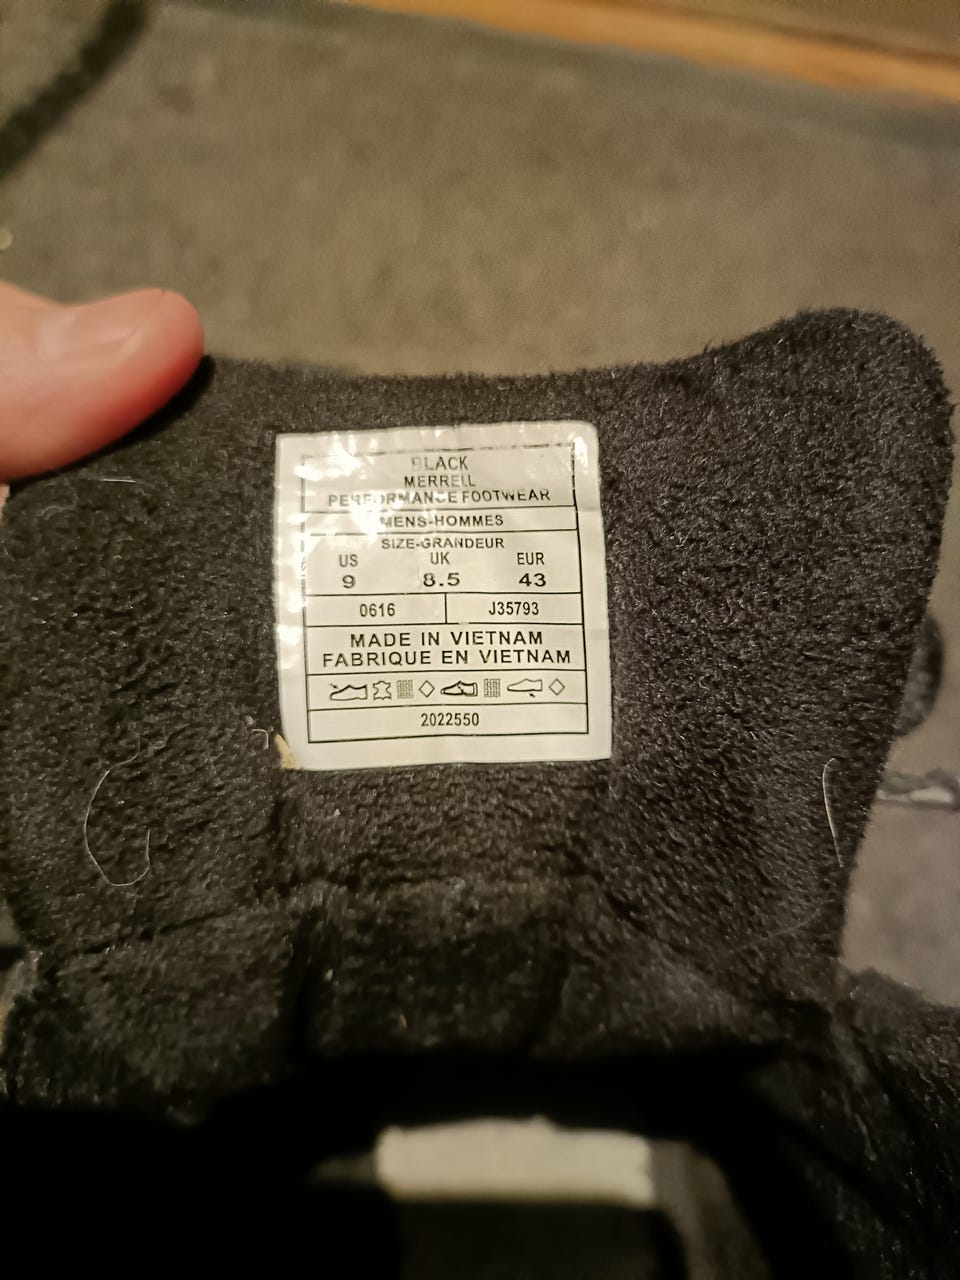 BLACK
MERRELL
PERFORMANCE FOOTWEAR
MENS-HOMMES
SIZE-GRANDEUR
US UK EUR
9 8.5 43
0616 J35793
MADE IN VIETNAM
FABRIQUE EN VIETNAM
2022550